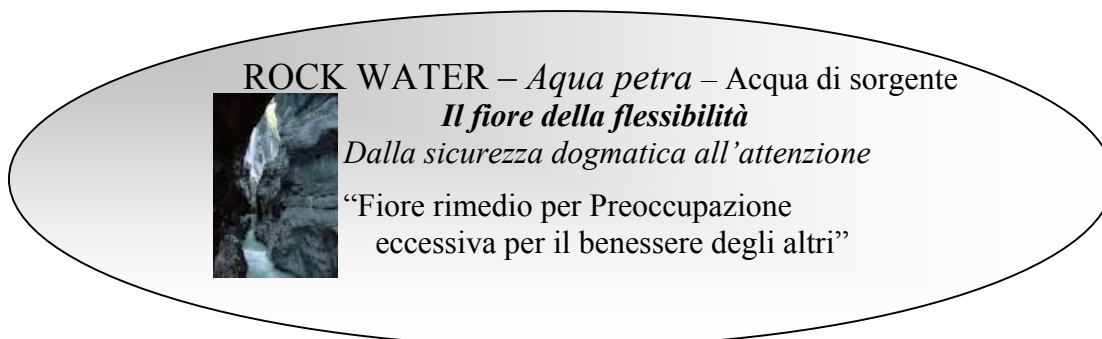 ROCK WATER – Aqua petra – Acqua di sorgente
Il fiore della flessibilità
Dalla sicurezza dogmatica all’attenzione
“Fiore rimedio per Preoccupazione
eccessiva per il benessere degli altri”